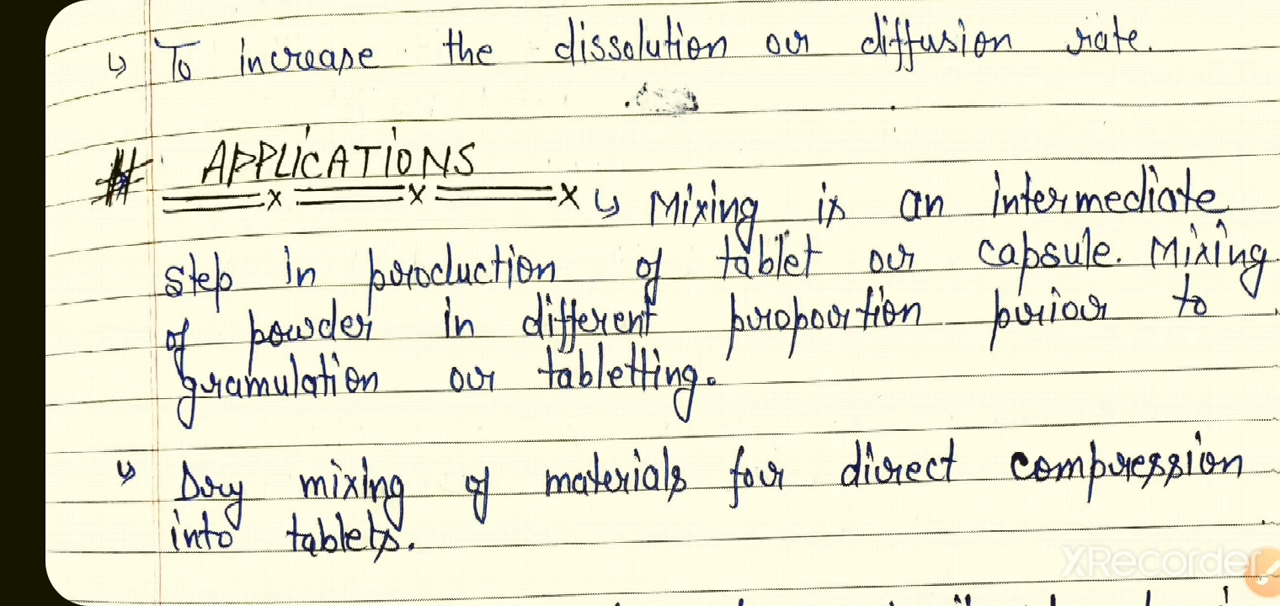 ↳ To increase the dissolution or diffusion rate.
# APPLICATIONS
↳ Mixing is an intermediate
step in production of tablet or capsule. Mixing
of powder in different proportion prior to
granulation or tabletting.
↳ Dry mixing of materials for direct compression
into tablets.
XRecorder